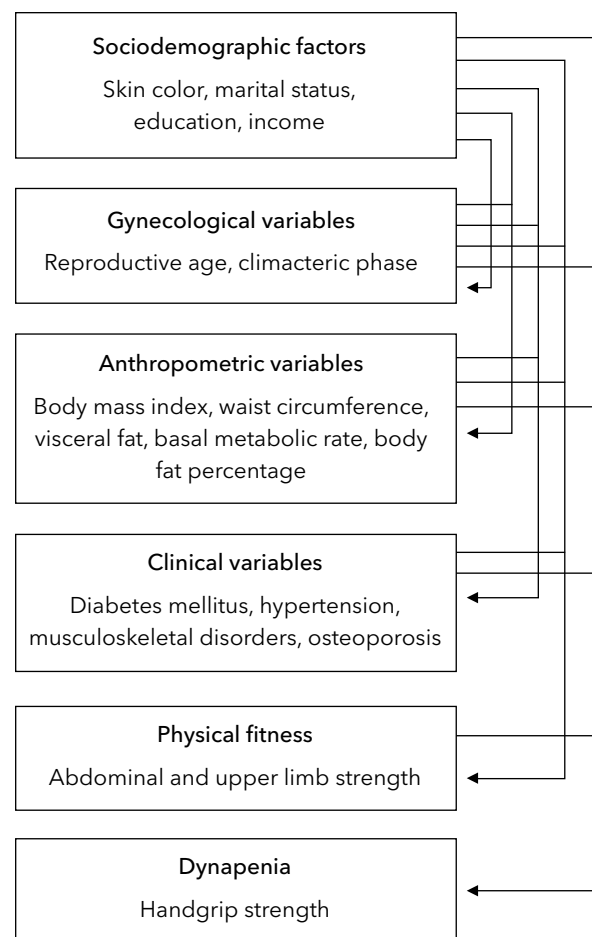 Sociodemographic factors
Skin color, marital status,
education, income
Gynecological variables
Reproductive age, climacteric phase
Anthropometric variables
Body mass index, waist circumference,
visceral fat, basal metabolic rate, body
fat percentage
Clinical variables
Diabetes mellitus, hypertension,
musculoskeletal disorders, osteoporosis
Physical fitness
Abdominal and upper limb strength
Dynapenia
Handgrip strength